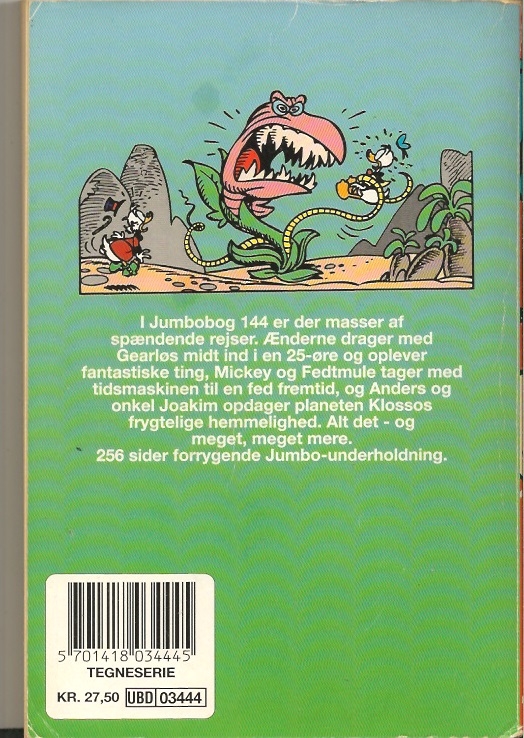 I Jumbobog 144 er der masser af
spændende rejser. Ænderne drager med
Gearløs midt ind i en 25-øre og oplever
fantastiske ting, Mickey og Fedtmule tager med
tidsmaskinen til en fed fremtid, og Anders og
onkel Joakim opdager planeten Klossos
frygtelige hemmelighed. Alt det - og
meget, meget mere.
256 sider forrygende Jumbo-underholdning.
5 701418 034445
TEGNESERIE
KR. 27,50 UBD 03444